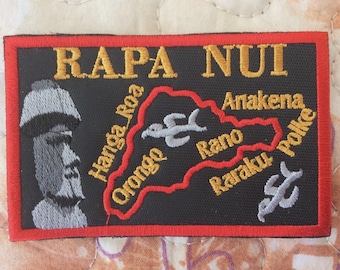 RAPA NUI
Hanga Roa
Orongo
Anakena
Rano
Raraku
Poike